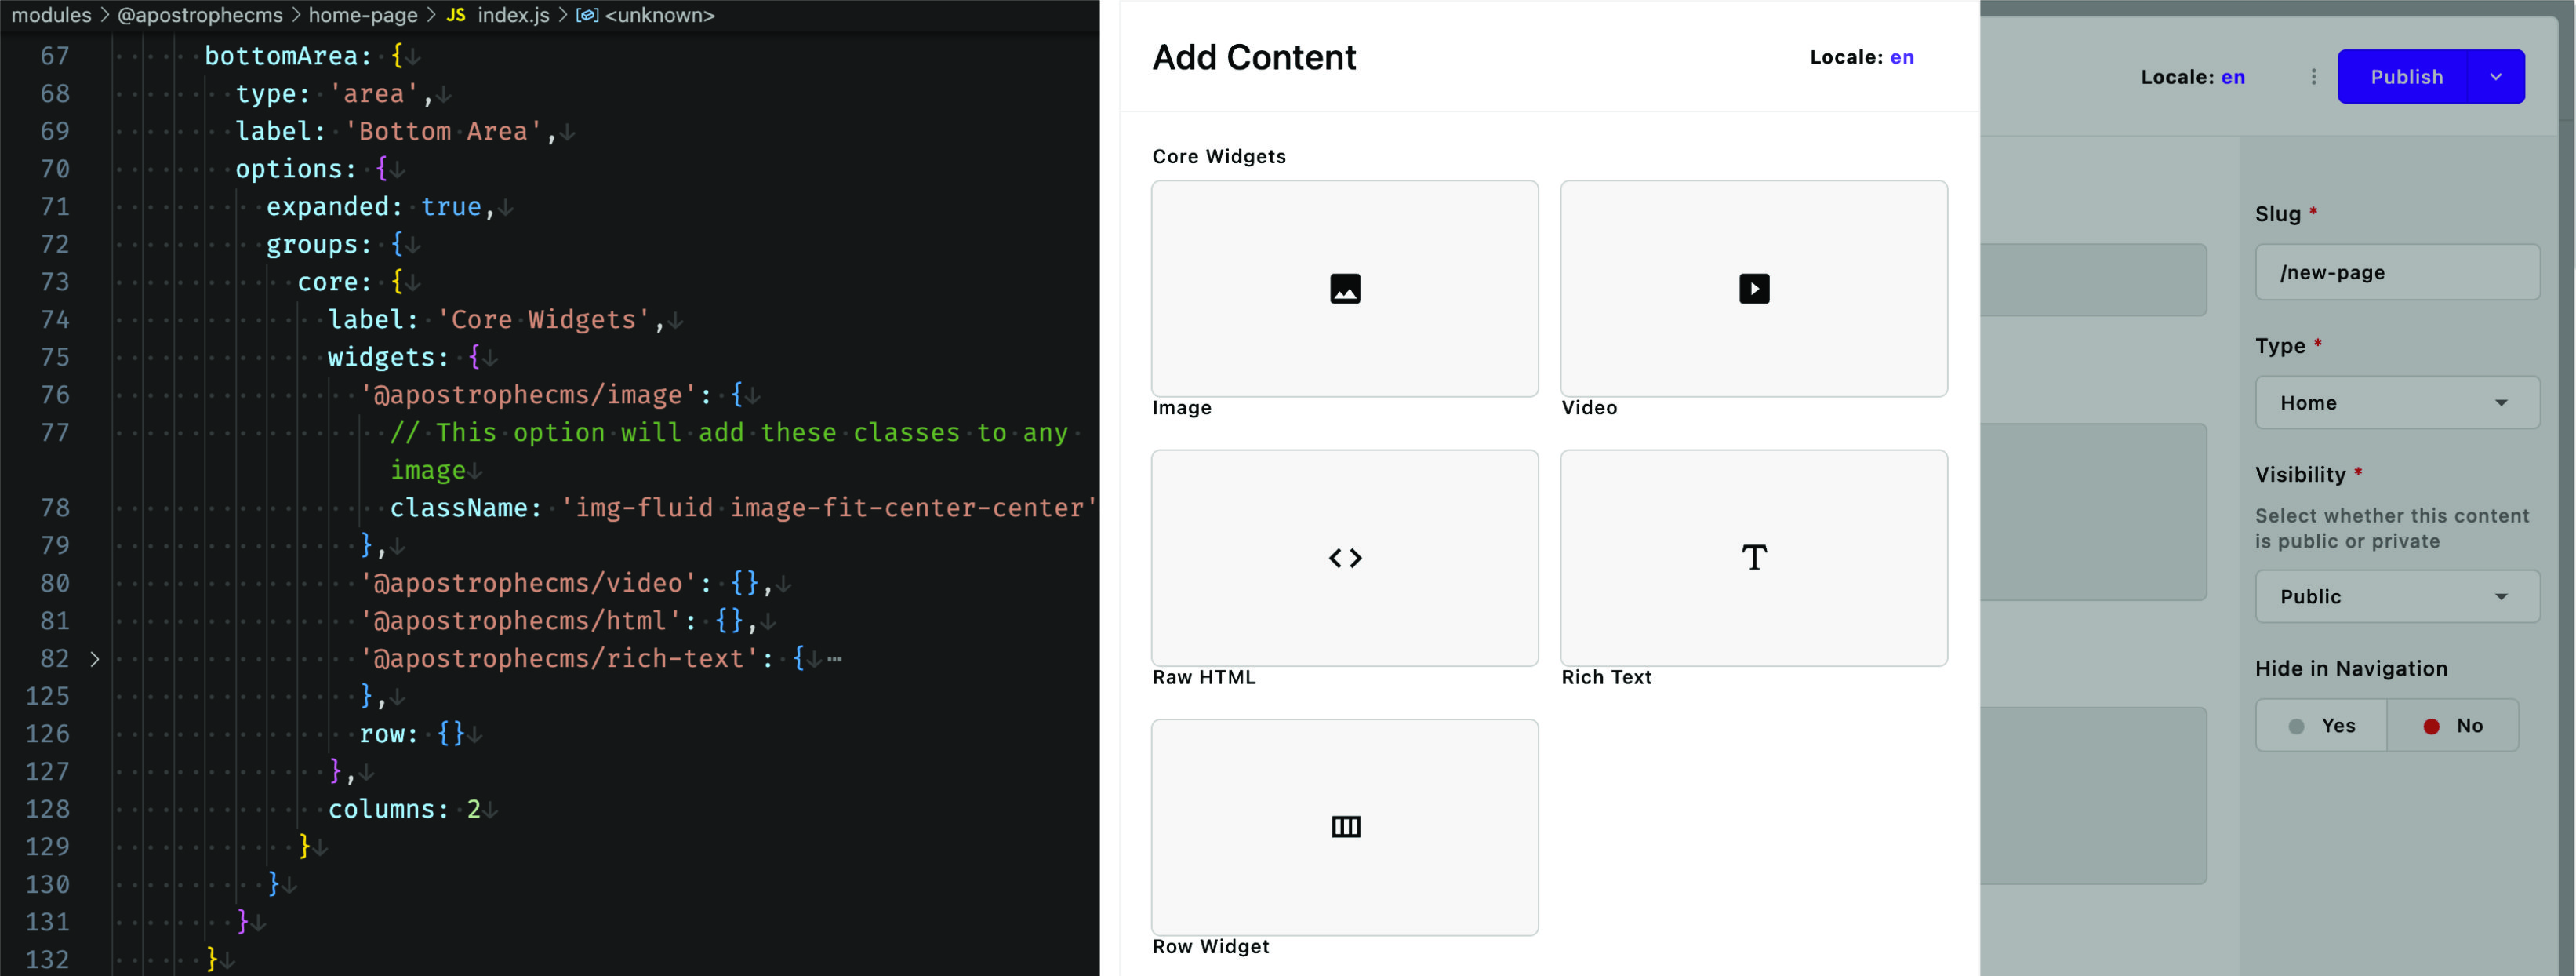 modules > @apostrophecms > home-page > JS index.js > <unknown>
67 bottomArea: {
68 type: 'area',
69 label: 'Bottom Area',
70 options: {
71 expanded: true,
72 groups: {
73 core: {
74 label: 'Core Widgets',
75 widgets: {
76 '@apostrophecms/image': {
77 // This option will add these classes to any
image
78 className: 'img-fluid image-fit-center-center'
79 },
80 '@apostrophecms/video': {},
81 '@apostrophecms/html': {},
82 '@apostrophecms/rich-text': {
125 },
126 row: {}
127 },
128 columns: 2
129 }
130 }
131 }
132 }
Add Content
Locale: en
Core Widgets
Image
Video
Raw HTML
Rich Text
Row Widget
Locale: en
Publish
Slug *
/new-page
Type *
Home
Visibility *
Select whether this content
is public or private
Public
Hide in Navigation
Yes
No